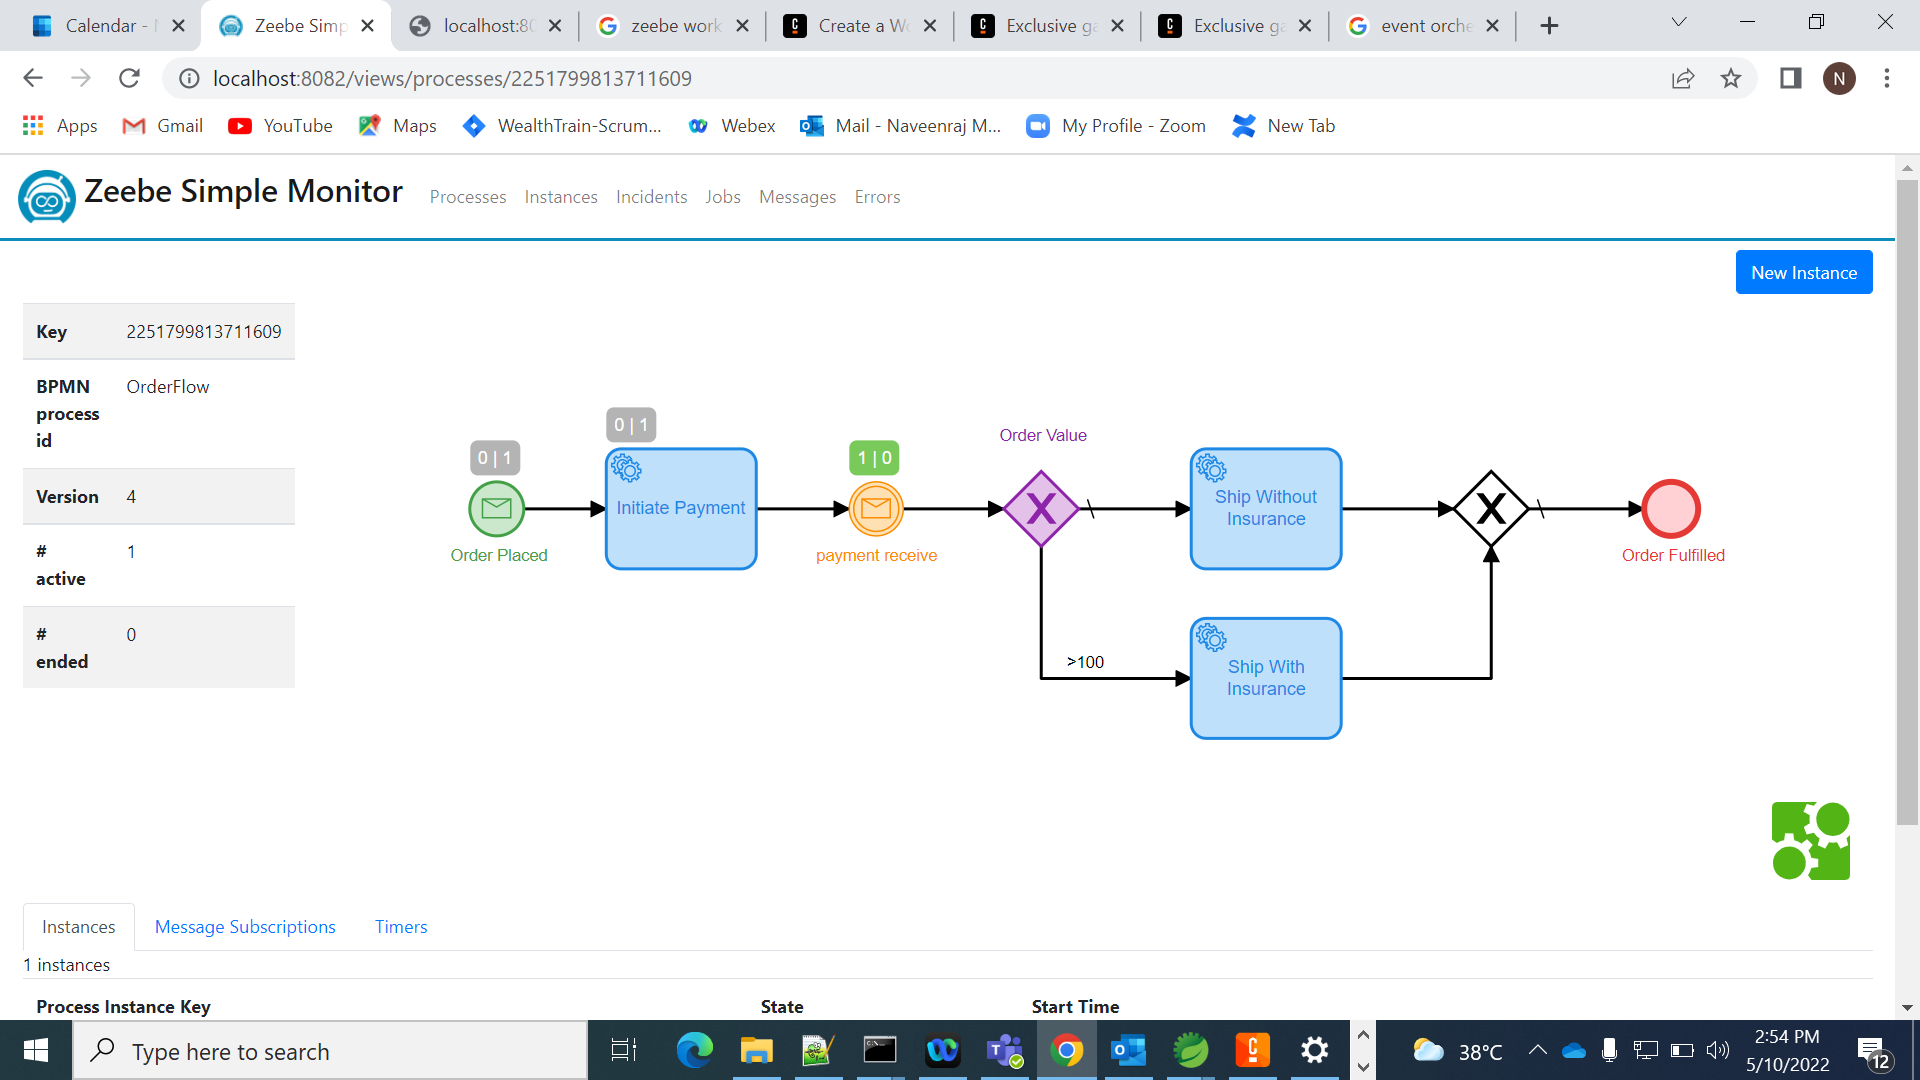 Calendar - 
Zeebe Simp
localhost:80
zeebe work
Create a Wo
Exclusive ga
Exclusive ga
event orche
localhost:8082/views/processes/2251799813711609
N
Apps
Gmail
YouTube
Maps
WealthTrain-Scrum...
Webex
Mail - Naveenraj M...
My Profile - Zoom
New Tab
Zeebe Simple Monitor
Processes
Instances
Incidents
Jobs
Messages
Errors
New Instance
Key 2251799813711609
BPMN process id OrderFlow
Version 4
# active 1
# ended 0
0 | 1
Order Placed
0 | 1
Initiate Payment
1 | 0
payment receive
Order Value
X
>100
Ship Without
Insurance
Ship With
Insurance
X
Order Fulfilled
Instances
Message Subscriptions
Timers
1 instances
Process Instance Key
State
Start Time
Type here to search
38°C
2:54 PM
5/10/2022
12